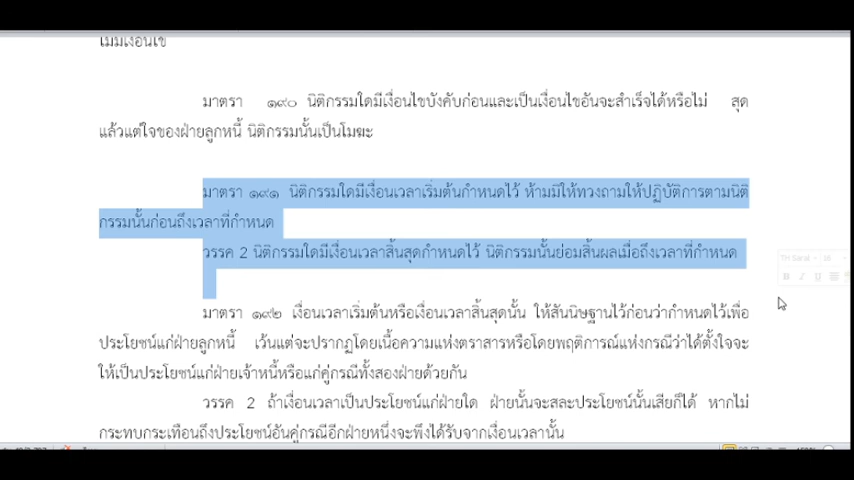 ไม่มีเงื่อนไข
มาตรา ๑๙๐ นิติกรรมใดมีเงื่อนไขบังคับก่อนและเป็นเงื่อนไขอันจะสำเร็จได้หรือไม่ สุด
แล้วแต่ใจของฝ่ายลูกหนี้ นิติกรรมนั้นเป็นโมฆะ
มาตรา ๑๙๑ นิติกรรมใดมีเงื่อนเวลาเริ่มต้นกำหนดไว้ ห้ามมิให้ทวงถามให้ปฏิบัติการตามนิติ
กรรมนั้นก่อนถึงเวลาที่กำหนด
วรรค 2 นิติกรรมใดมีเงื่อนเวลาสิ้นสุดกำหนดไว้ นิติกรรมนั้นย่อมสิ้นผลเมื่อถึงเวลาที่กำหนด
TH Saral 16
B I U
มาตรา ๑๙๒ เงื่อนเวลาเริ่มต้นหรือเงื่อนเวลาสิ้นสุดนั้น ให้สันนิษฐานไว้ก่อนว่ากำหนดไว้เพื่อ
ประโยชน์แก่ฝ่ายลูกหนี้ เว้นแต่จะปรากฏโดยเนื้อความแห่งตราสารหรือโดยพฤติการณ์แห่งกรณีว่าได้ตั้งใจจะ
ให้เป็นประโยชน์แก่ฝ่ายเจ้าหนี้หรือแก่คู่กรณีทั้งสองฝ่ายด้วยกัน
วรรค 2 ถ้าเงื่อนเวลาเป็นประโยชน์แก่ฝ่ายใด ฝ่ายนั้นจะสละประโยชน์นั้นเสียก็ได้ หากไม่
กระทบกระเทือนถึงประโยชน์อันคู่กรณีอีกฝ่ายหนึ่งจะพึงได้รับจากเงื่อนเวลานั้น